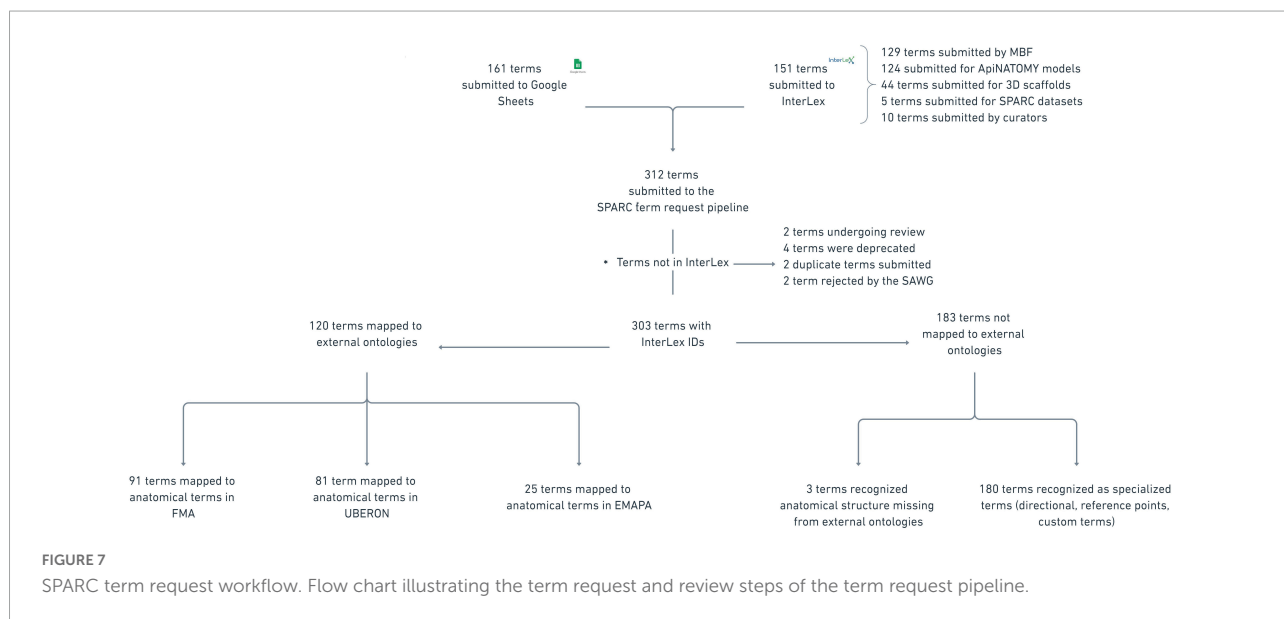 161 terms
submitted to Google
Sheets
151 terms
submitted to
InterLex
InterLeX
129 terms submitted by MBF
124 submitted for ApiNATOMY models
44 terms submitted for 3D scaffolds
5 terms submitted for SPARC datasets
10 terms submitted by curators
312 terms
submitted to the
SPARC ferm request pipeline
• Terms not in InterLex
2 terms undergoing review
4 terms were deprecated
2 duplicate terms submitted
2 term rejected by the SAWG
120 terms mapped to
external ontologies
303 terms with
InterLex IDs
183 terms not
mapped to external
ontologies
91 terms mapped to
anatomical terms in
FMA
81 term mapped to
anatomical terms in
UBERON
25 terms mapped to
anatomical terms in EMAPA
3 terms recognized
anatomical structure missing
from external ontologies
180 terms recognized as specialized
terms (directional, reference points,
custom terms)
FIGURE 7
SPARC term request workflow. Flow chart illustrating the term request and review steps of the term request pipeline.